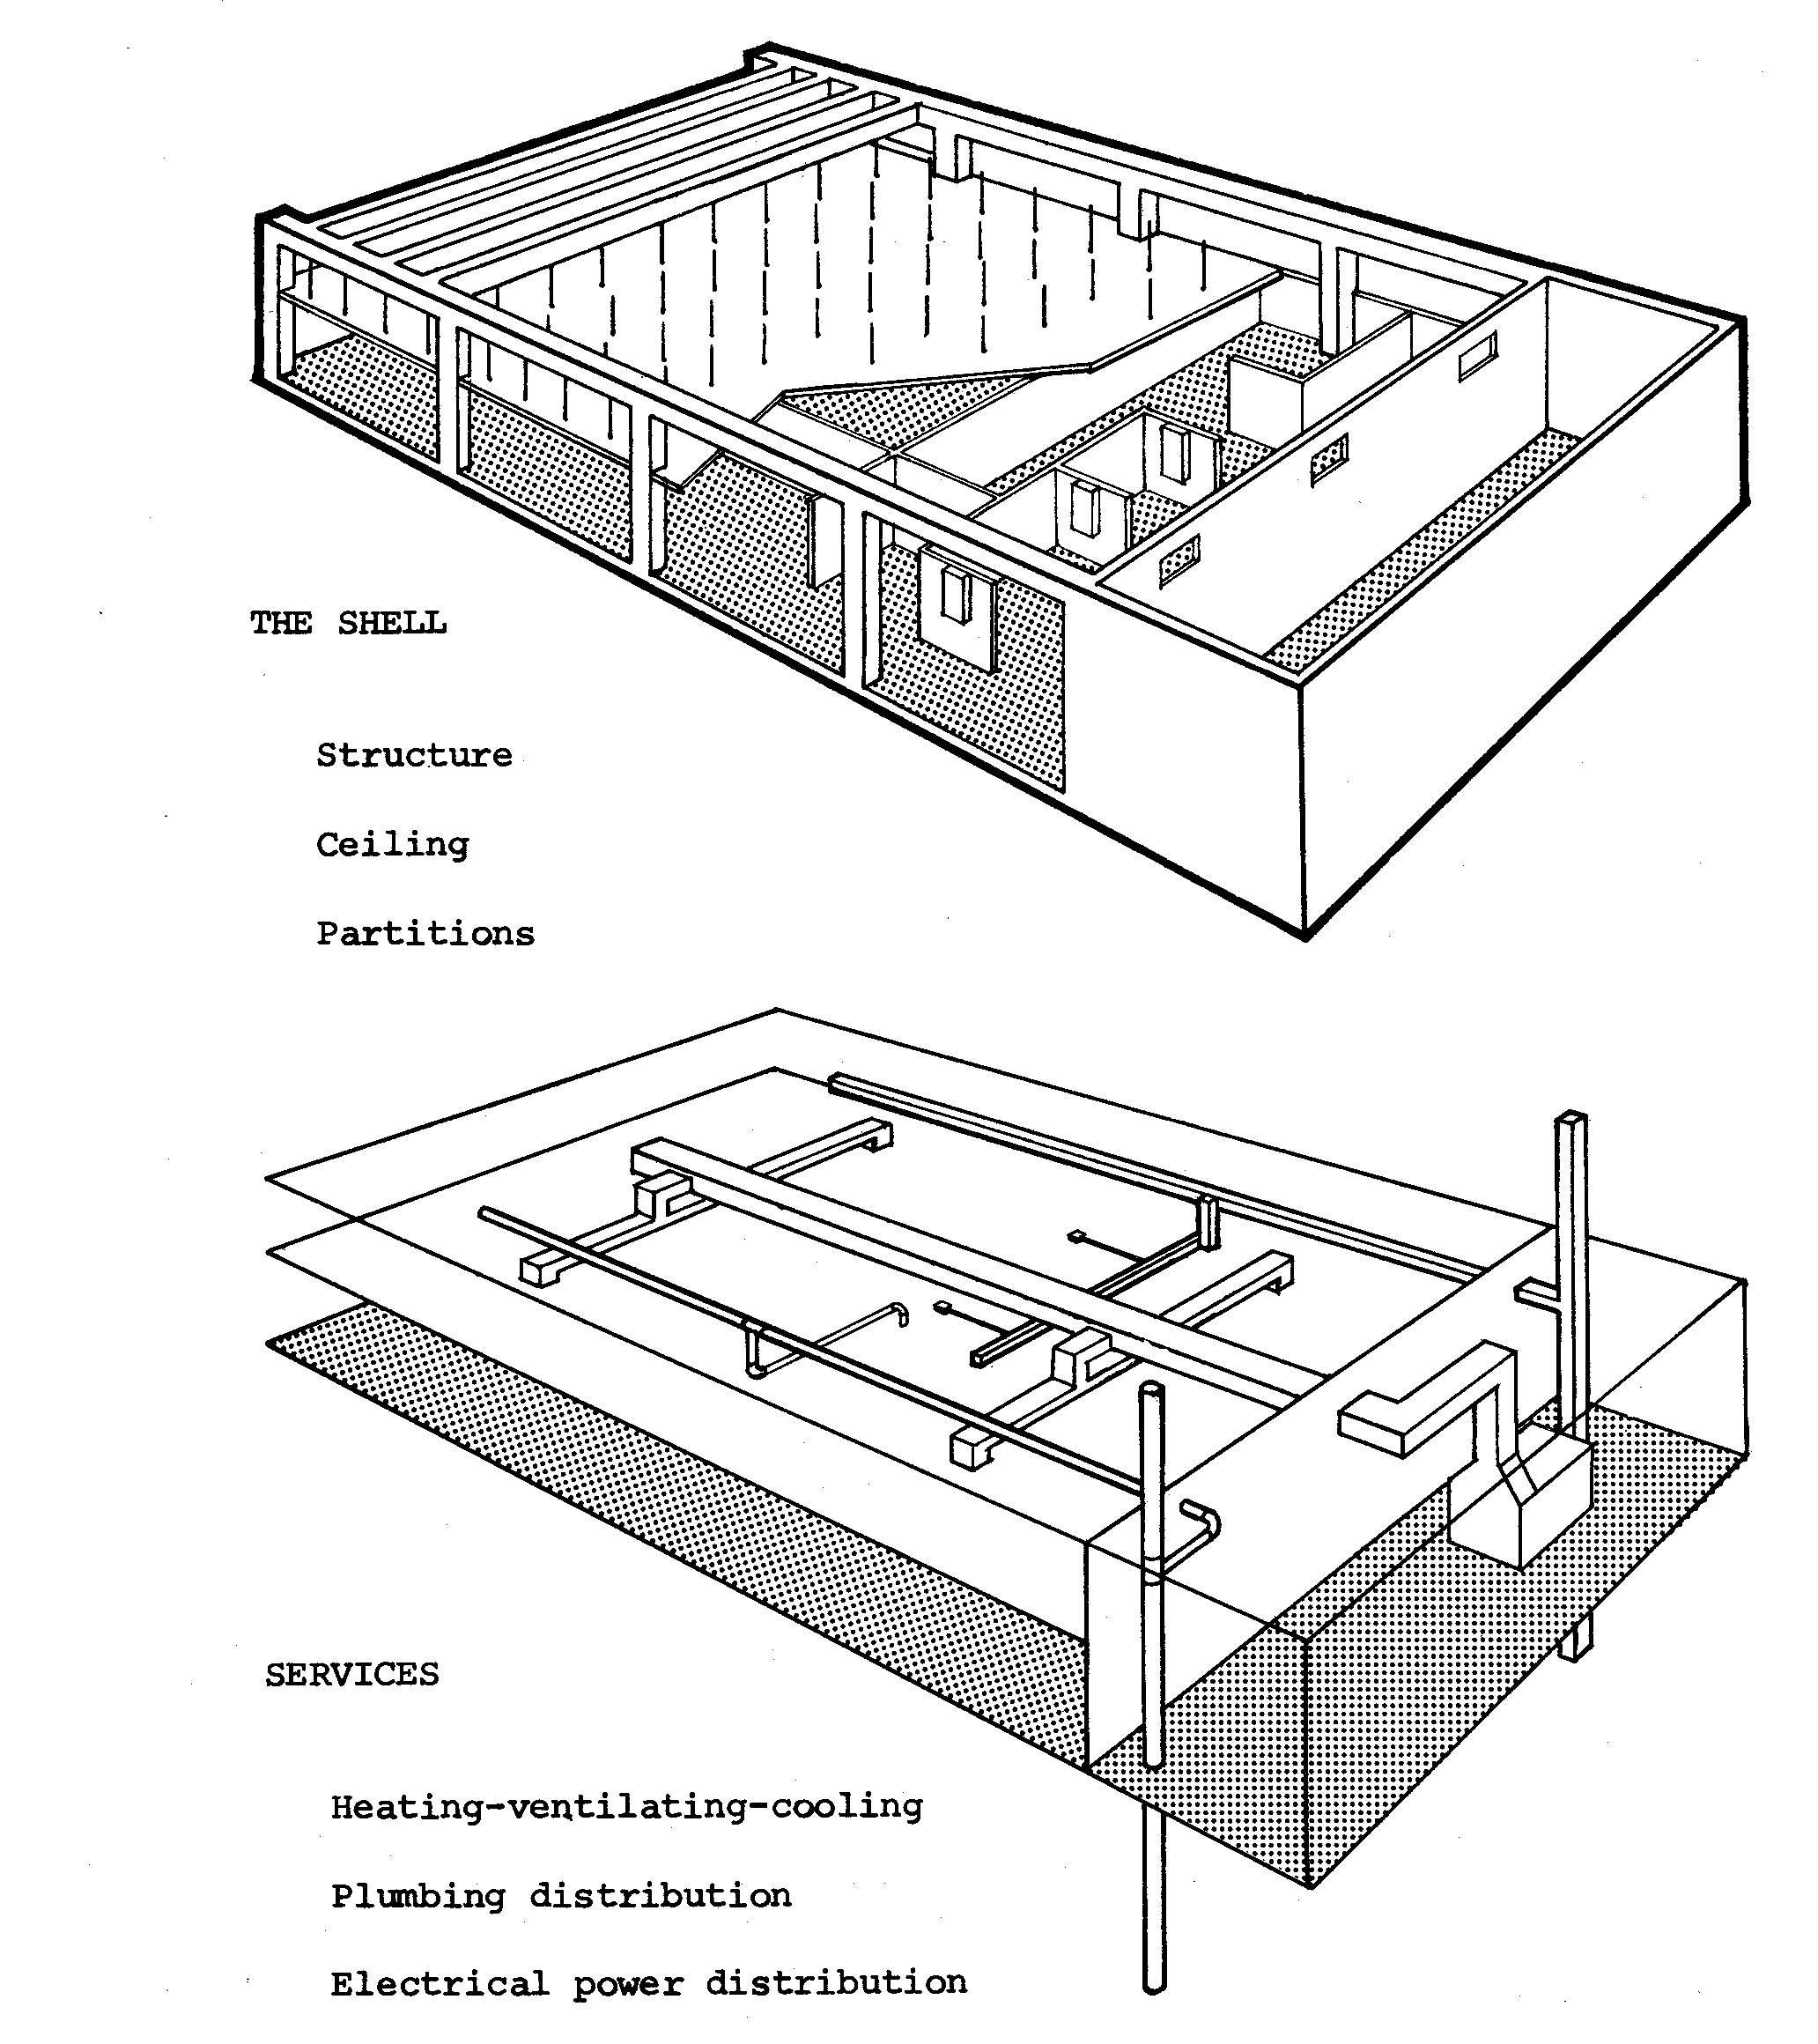 THE SHELL
Structure
Ceiling
Partitions
SERVICES
Heating-ventilating-cooling
Plumbing distribution
Electrical power distribution